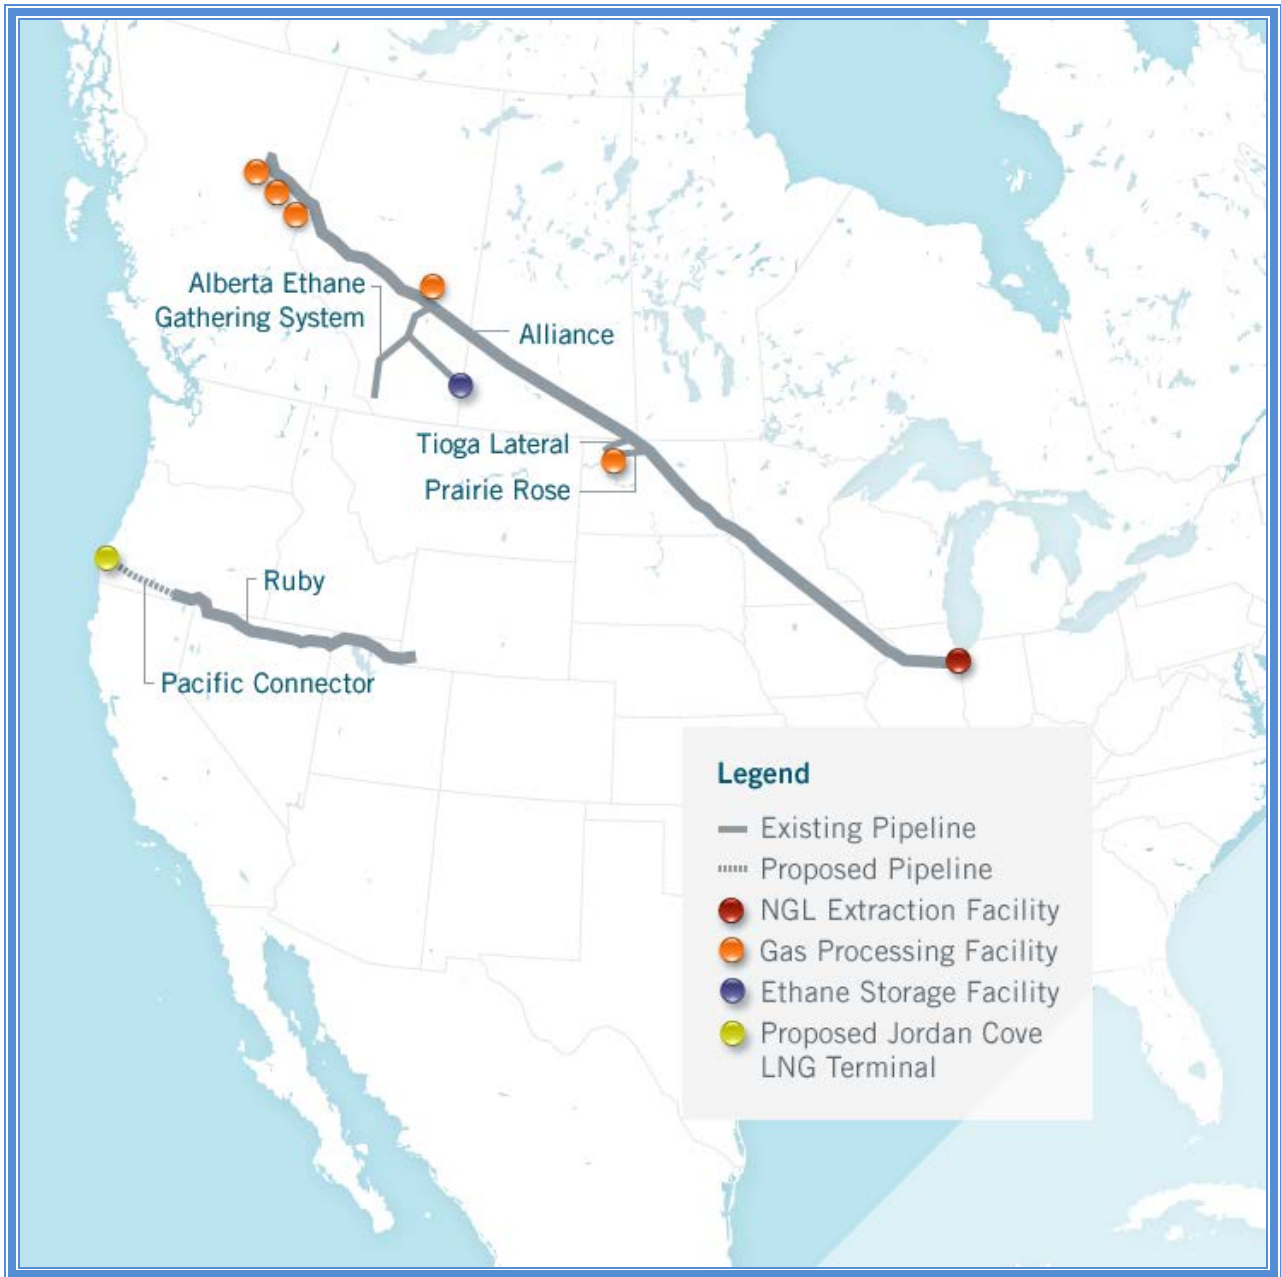 Alberta Ethane
Gathering System
Alliance
Tioga Lateral
Prairie Rose
Ruby
Pacific Connector
Legend
Existing Pipeline
Proposed Pipeline
NGL Extraction Facility
Gas Processing Facility
Ethane Storage Facility
Proposed Jordan Cove
LNG Terminal